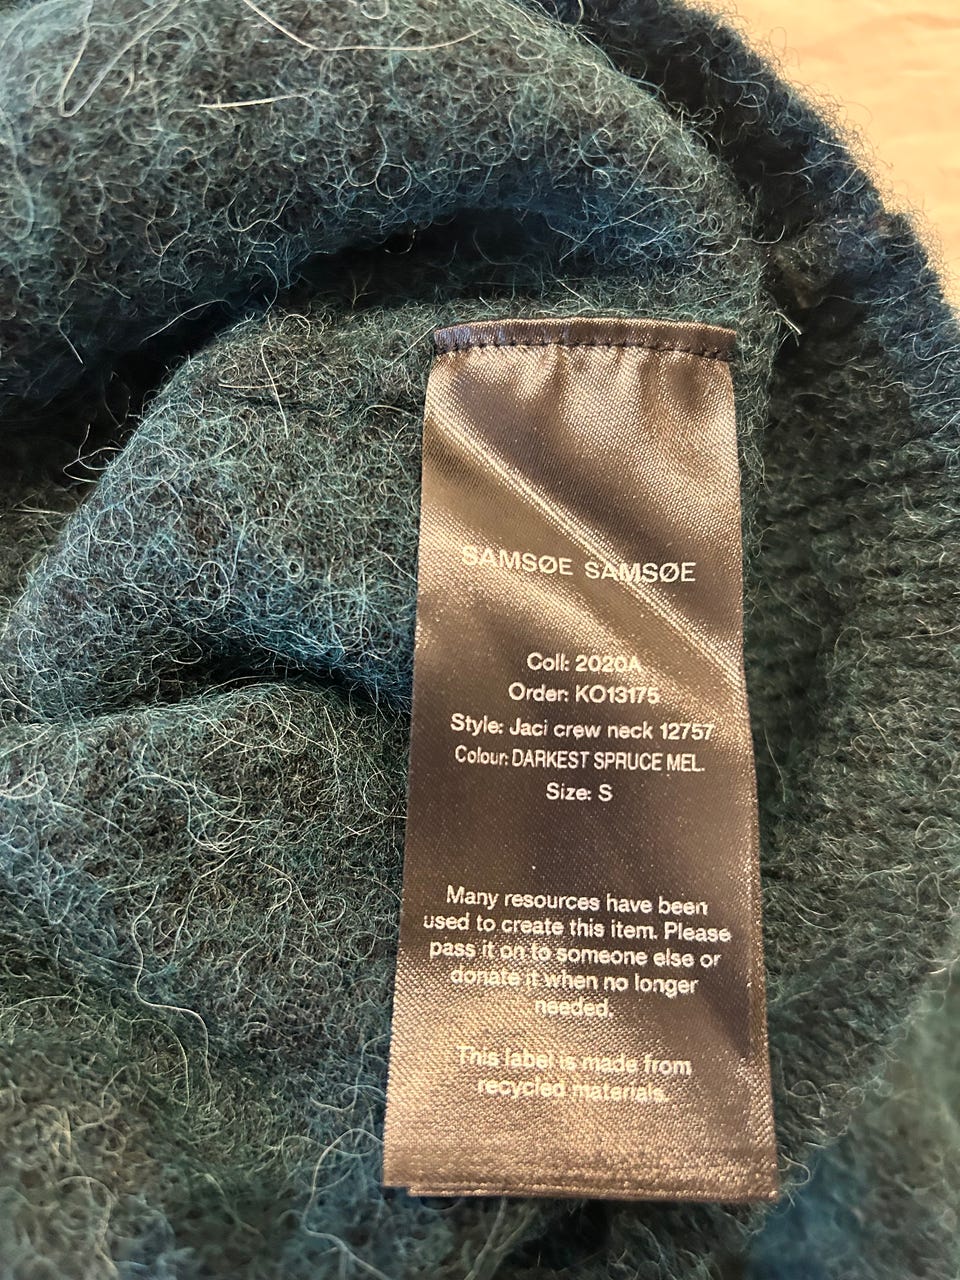 SAMSØE SAMSØE
Coll: 2020A
Order: KO13175
Style: Jaci crew neck 12757
Colour: DARKEST SPRUCE MEL.
Size: S
Many resources have been
used to create this item. Please
pass it on to someone else or
donate it when no longer
needed.
This label is made from
recycled materials.